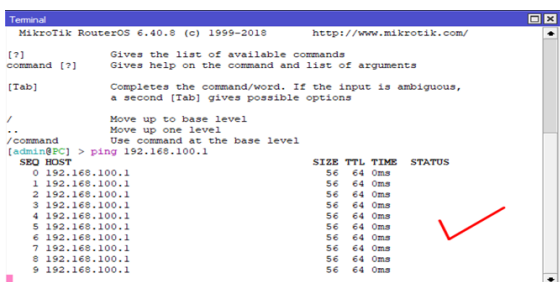 Terminal
MikroTik RouterOS 6.40.8 (c) 1999-2018 http://www.mikrotik.com/
[?] Gives the list of available commands
command [?] Gives help on the command and list of arguments
[Tab] Completes the command/word. If the input is ambiguous,
a second [Tab] gives possible options
/ Move up to base level
.. Move up one level
/command Use command at the base level
[admin@PC] > ping 192.168.100.1
SEQ HOST SIZE TTL TIME STATUS
0 192.168.100.1 56 64 0ms
1 192.168.100.1 56 64 0ms
2 192.168.100.1 56 64 0ms
3 192.168.100.1 56 64 0ms
4 192.168.100.1 56 64 0ms
5 192.168.100.1 56 64 0ms
6 192.168.100.1 56 64 0ms
7 192.168.100.1 56 64 0ms
8 192.168.100.1 56 64 0ms
9 192.168.100.1 56 64 0ms